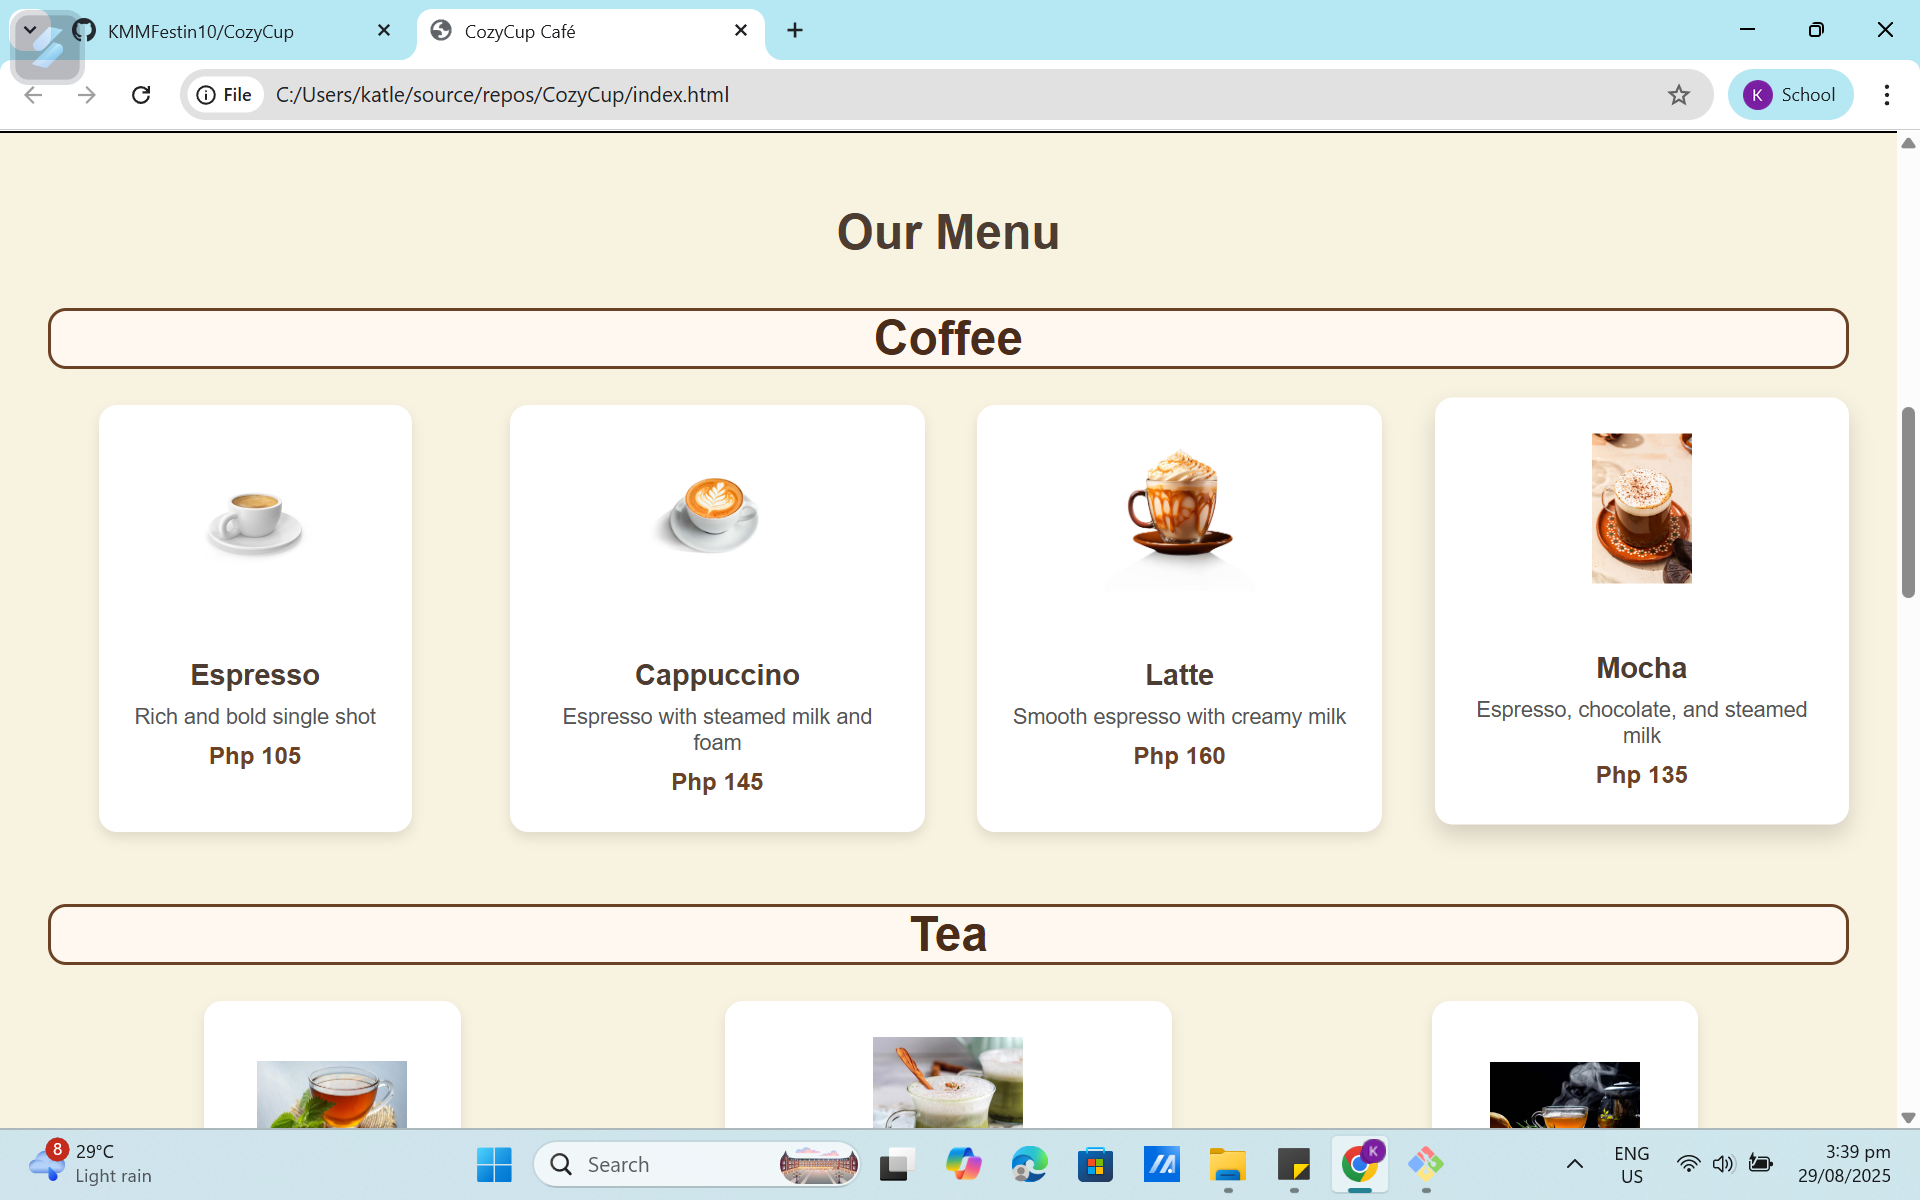 KMMFestin10/CozyCup
CozyCup Café
File
C:/Users/katle/source/repos/CozyCup/index.html
K
School
Our Menu
Coffee
Espresso
Rich and bold single shot
Php 105
Cappuccino
Espresso with steamed milk and
foam
Php 145
Latte
Smooth espresso with creamy milk
Php 160
Mocha
Espresso, chocolate, and steamed
milk
Php 135
Tea
8
29°C
Light rain
Search
K
ENG
US
3:39 pm
29/08/2025